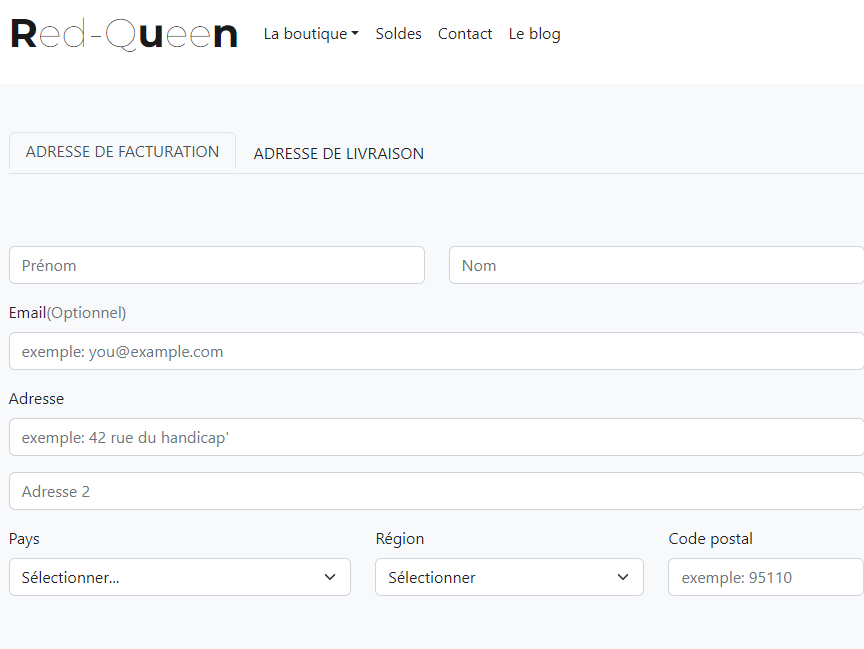 Red-Queen La boutique Soldes Contact Le blog
ADRESSE DE FACTURATION ADRESSE DE LIVRAISON
Prénom Nom
Email(Optionnel)
exemple: you@example.com
Adresse
exemple: 42 rue du handicap'
Adresse 2
Pays Région Code postal
Sélectionner... Sélectionner exemple: 95110